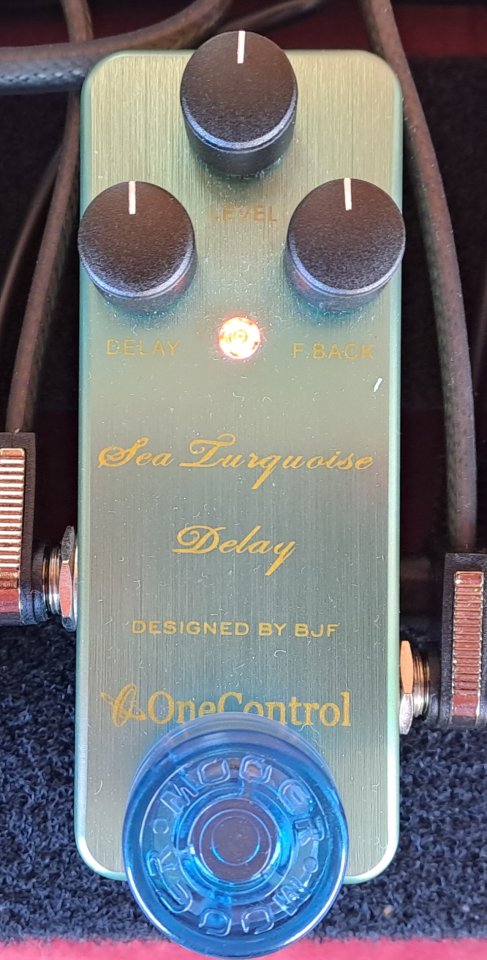 LEVEL
DELAY
F.BACK
Sea Turquoise
Delay
DESIGNED BY BJF
OneControl
MOOER